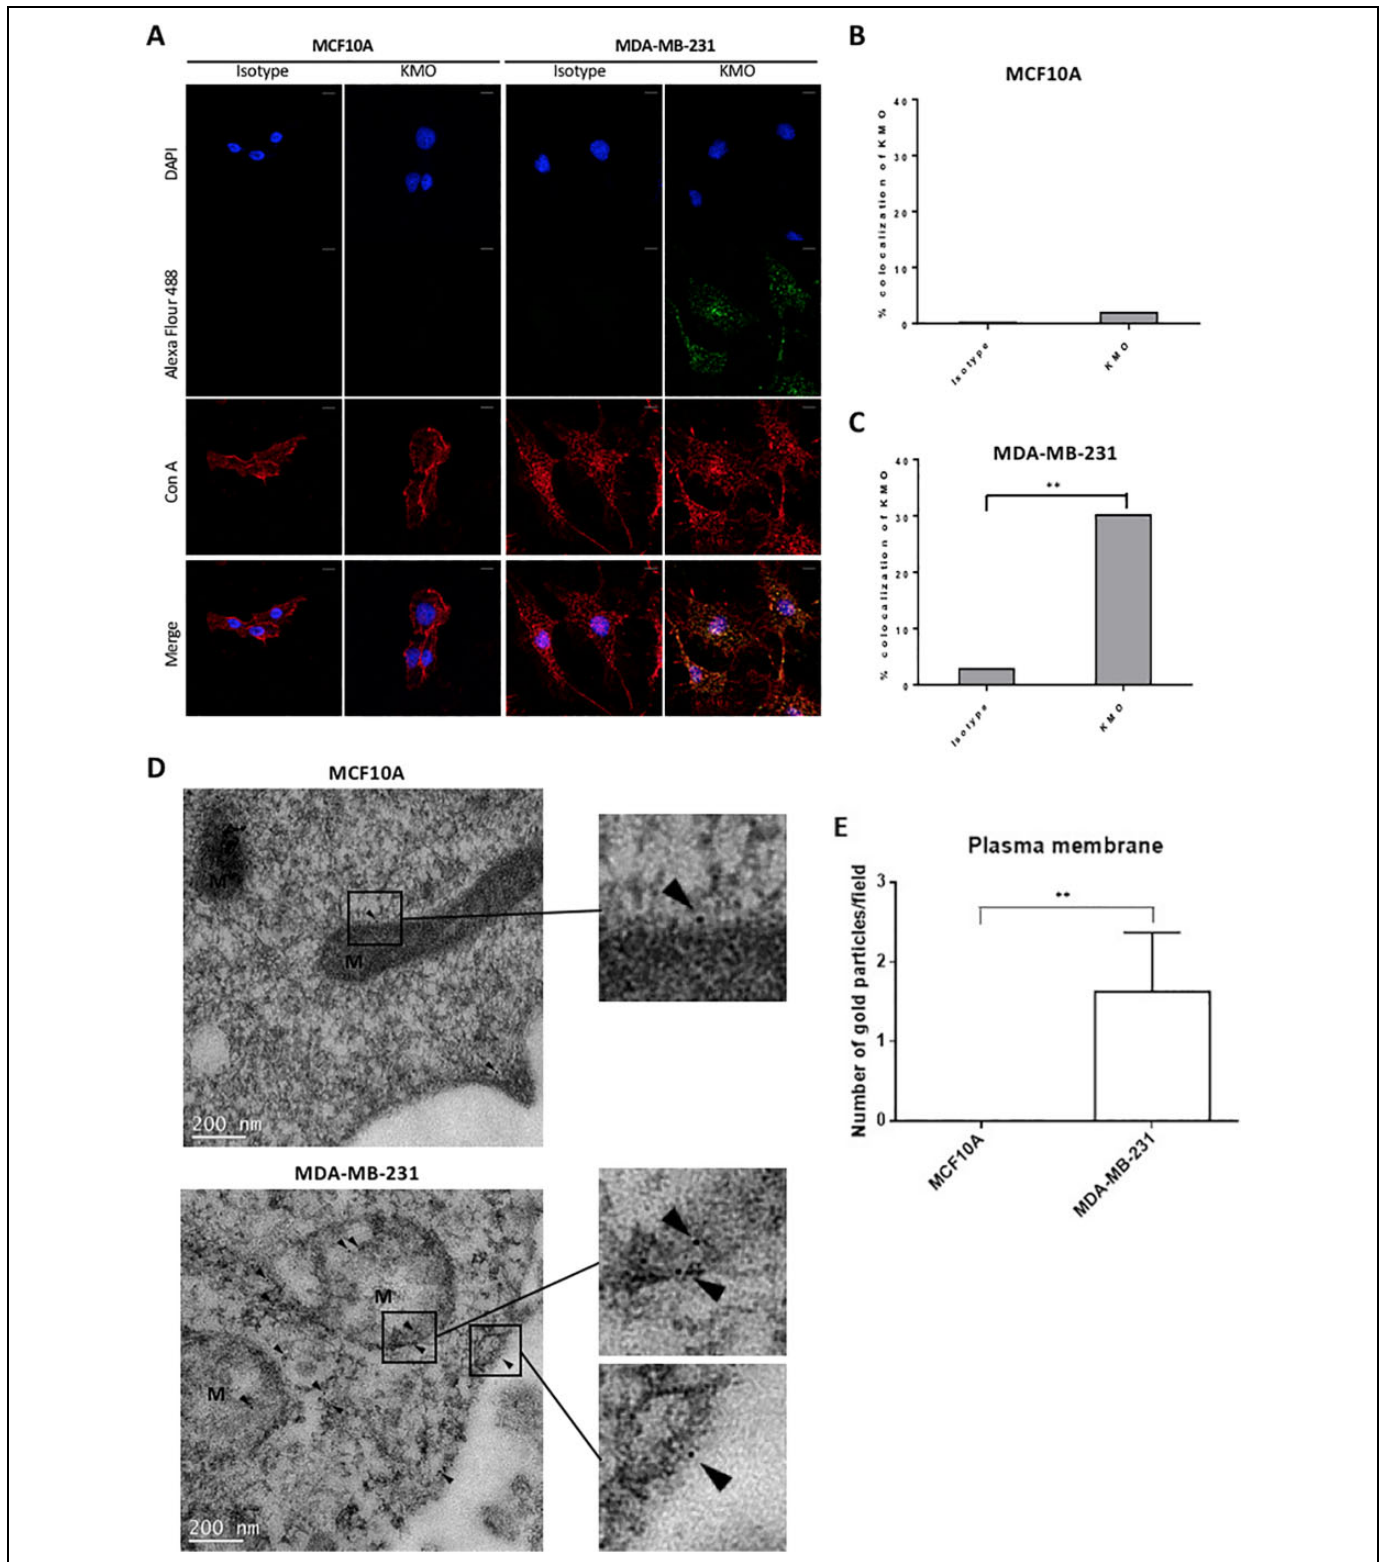 A
MCF10A
MDA-MB-231
Isotype
KMO
Isotype
KMO
DAPI
Alexa Flour 488
Con A
Merge
B
MCF10A
% colocalization of KMO
40
30
20
10
0
Isotype
KMO
C
MDA-MB-231
% colocalization of KMO
40
30
20
10
0
**
Isotype
KMO
D
MCF10A
M
M
200 nm
MDA-MB-231
M
M
200 nm
E
Plasma membrane
Number of gold particles/field
3
2
1
0
**
MCF10A
MDA-MB-231